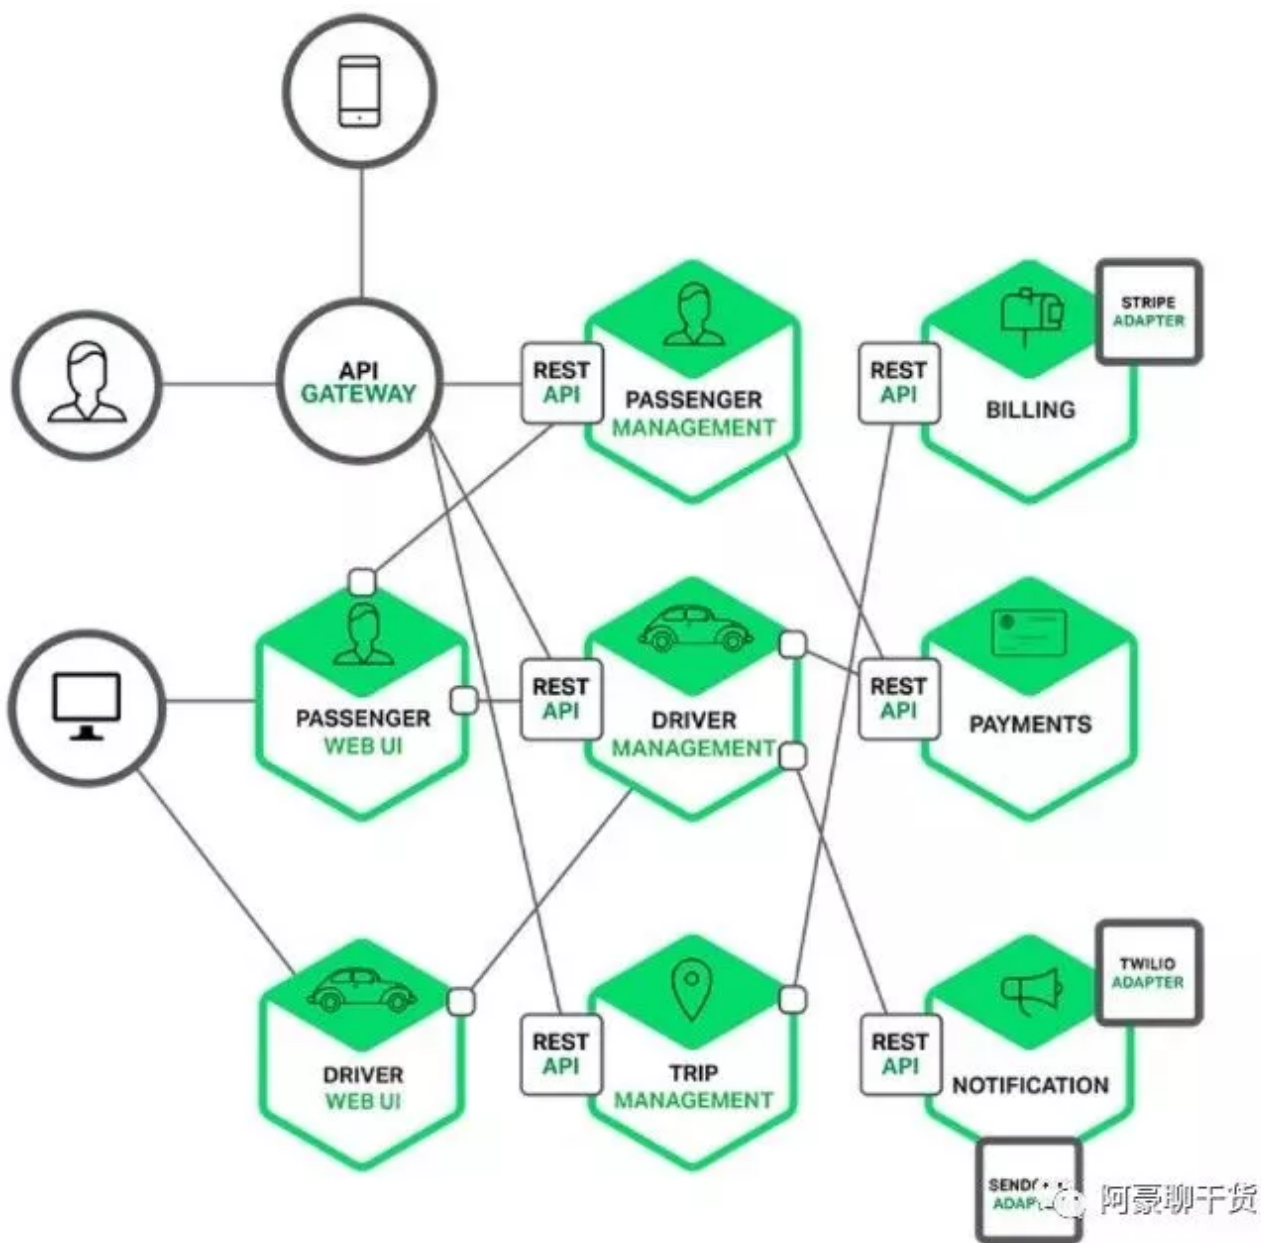 API
GATEWAY
REST
API
PASSENGER
MANAGEMENT
REST
API
BILLING
STRIPE
ADAPTER
PASSENGER
WEB UI
REST
API
DRIVER
MANAGEMENT
REST
API
PAYMENTS
DRIVER
WEB UI
REST
API
TRIP
MANAGEMENT
REST
API
NOTIFICATION
TWILIO
ADAPTER
阿豪聊干货